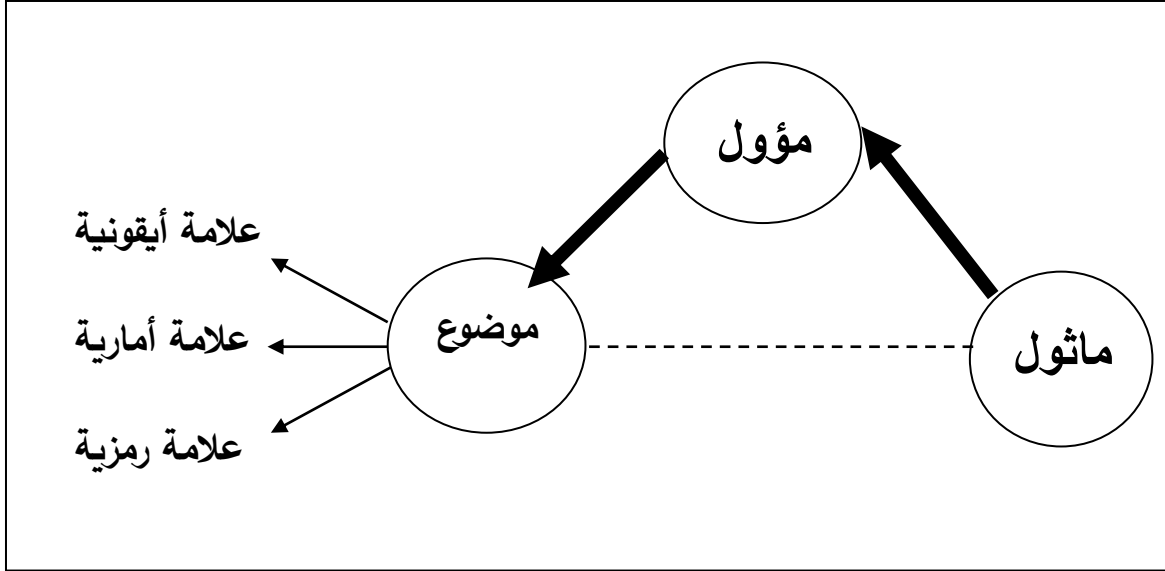 مؤول
ماثول
موضوع
علامة أيقونية
علامة أمارية
علامة رمزية